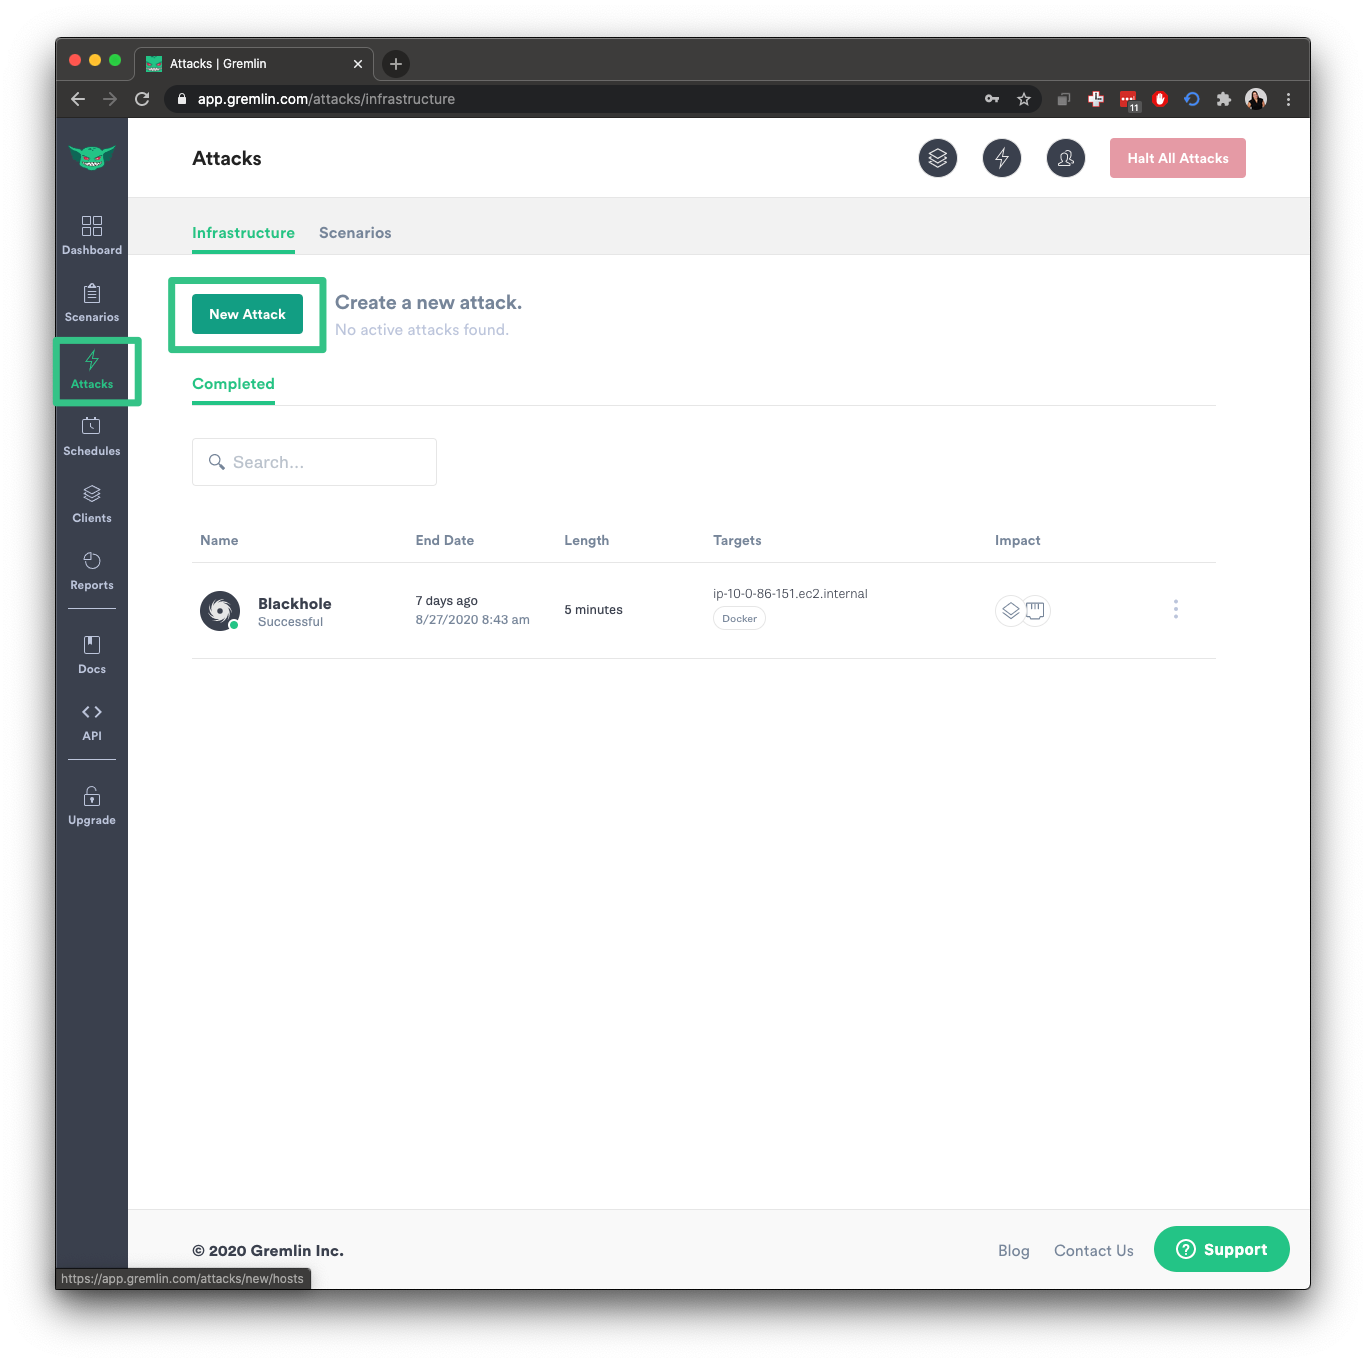 Attacks | Gremlin
app.gremlin.com/attacks/infrastructure
11
Attacks
Halt All Attacks
Dashboard
Scenarios
Attacks
Schedules
Clients
Reports
Docs
API
Upgrade
Infrastructure
Scenarios
New Attack
Create a new attack.
No active attacks found.
Completed
Search...
Name
End Date
Length
Targets
Impact
Blackhole
Successful
7 days ago
8/27/2020 8:43 am
5 minutes
ip-10-0-86-151.ec2.internal
Docker
© 2020 Gremlin Inc.
Blog
Contact Us
Support
https://app.gremlin.com/attacks/new/hosts